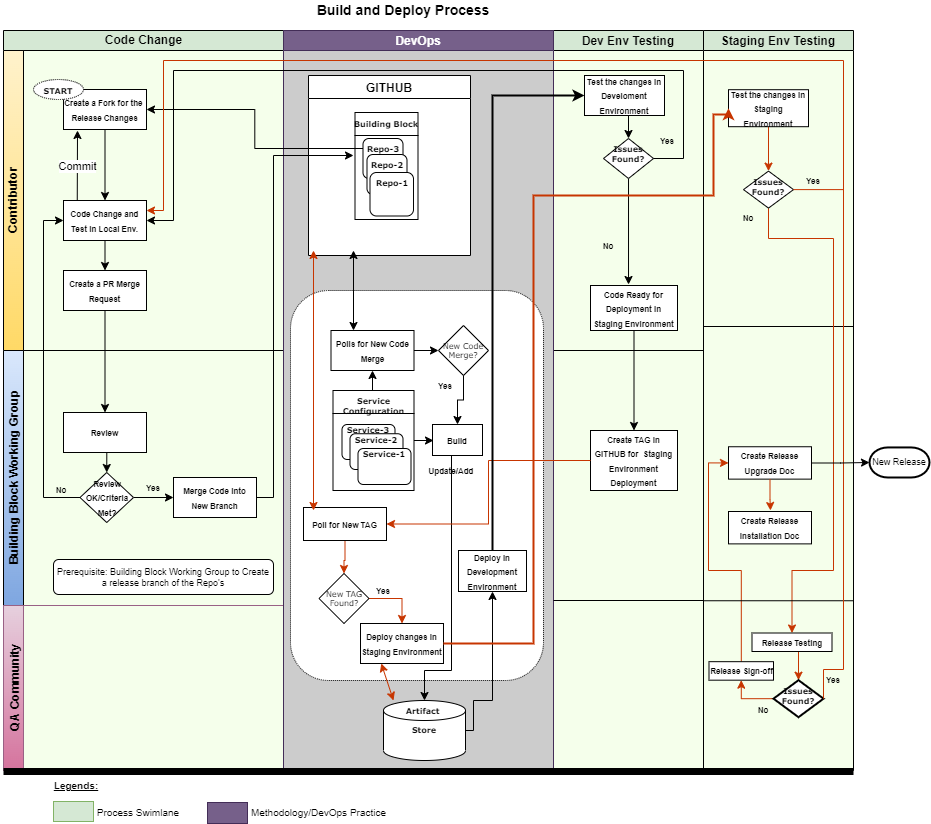 Build and Deploy Process
Code Change
DevOps
Dev Env Testing
Staging Env Testing
Contributor
Building Block Working Group
QA Community
START
Create a Fork for the
Release Changes
Commit
Code Change and
Test in Local Env.
Create a PR Merge
Request
Review
Review
OK/Criteria
Met?
No
Yes
Merge Code into
New Branch
Prerequisite: Building Block Working Group to Create
a release branch of the Repo's
GITHUB
Building Block
Repo-3
Repo-2
Repo-1
Polls for New Code
Merge
New Code
Merge?
Yes
Service
Configuration
Service-3
Service-2
Service-1
Build
Update/Add
Poll for New TAG
New TAG
Found?
Yes
Deploy changes in
Staging Environment
Deploy in
Development
Environment
Artifact
Store
Test the changes in
Develoment
Environment
Issues
Found?
Yes
No
Code Ready for
Deployment in
Staging Environment
Create TAG in
GITHUB for Staging
Environment
Deployment
Test the changes in
Staging
Environment
Issues
Found?
Yes
No
Create Release
Upgrade Doc
New Release
Create Release
Installation Doc
Release Testing
Release Sign-off
Issues
Found?
Yes
No
Legends:
Process Swimlane
Methodology/DevOps Practice